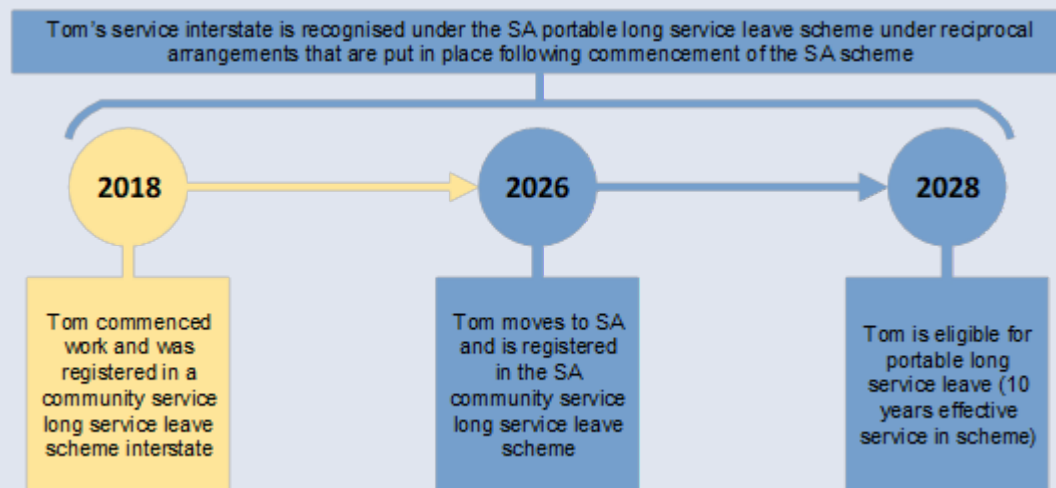 Tom's service interstate is recognised under the SA portable long service leave scheme under reciprocal
arrangements that are put in place following commencement of the SA scheme
2018
2026
2028
Tom commenced
work and was
registered in a
community service
long service leave
scheme interstate
Tom moves to SA
and is registered
in the SA
community service
long service leave
scheme
Tom is eligible for
portable long
service leave (10
years effective
service in scheme)